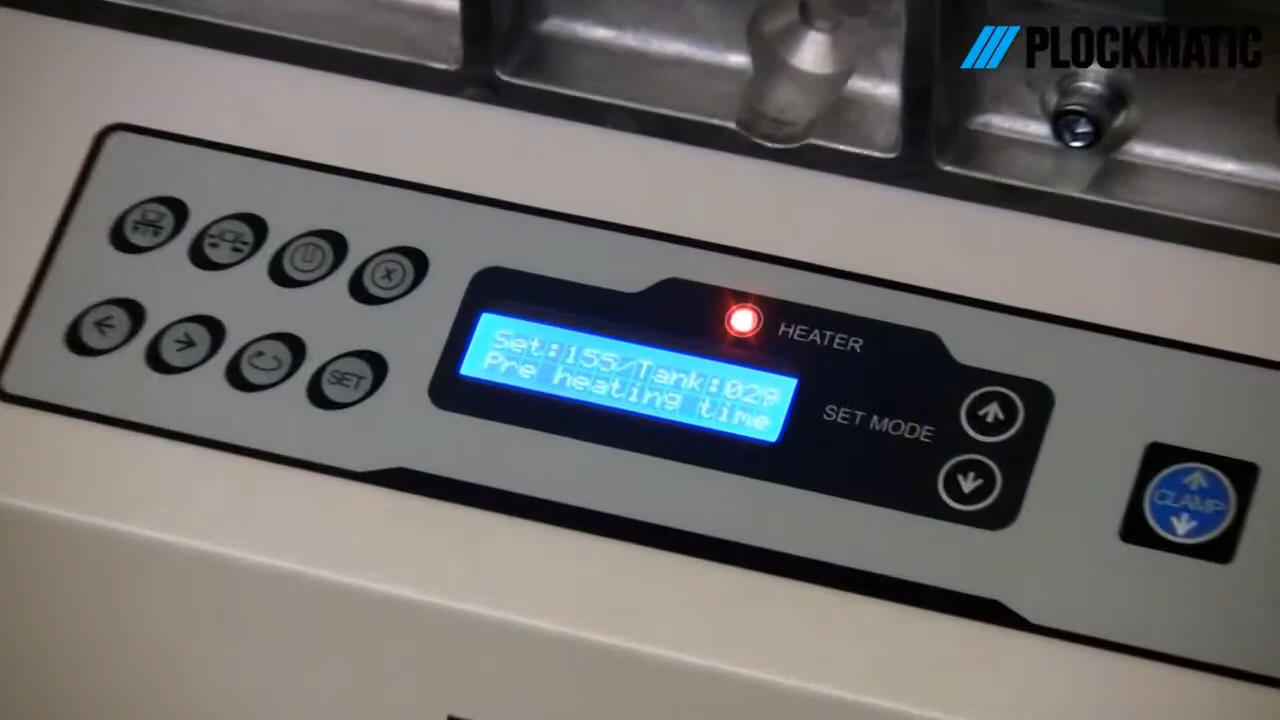 PLOCKMATIC
HEATER
Set:155/Tank:029
Pre heating time
SET MODE
SET
CLAMP